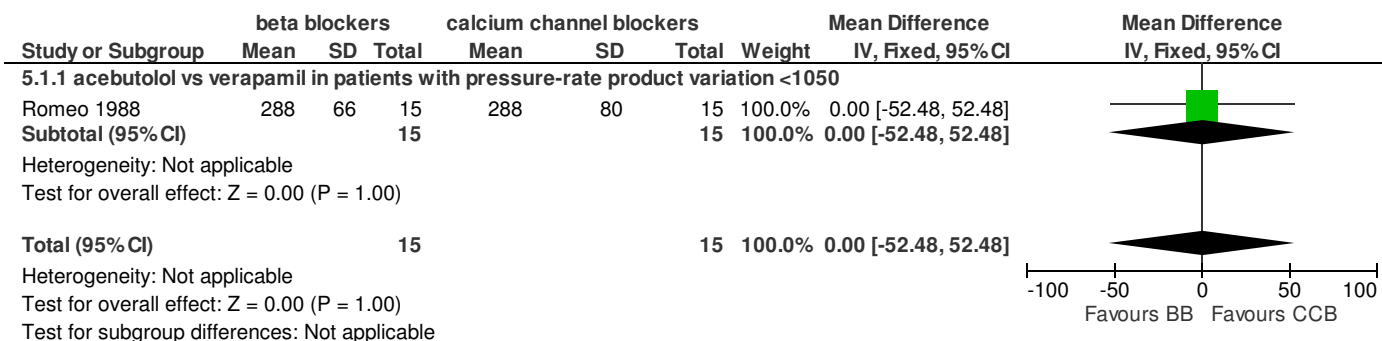 beta blockers calcium channel blockers Mean Difference Mean Difference
Study or Subgroup Mean SD Total Mean SD Total Weight IV, Fixed, 95% CI IV, Fixed, 95% CI
5.1.1 acebutolol vs verapamil in patients with pressure-rate product variation <1050
Romeo 1988 288 66 15 288 80 15 100.0% 0.00 [-52.48, 52.48]
Subtotal (95% CI) 15 15 100.0% 0.00 [-52.48, 52.48]
Heterogeneity: Not applicable
Test for overall effect: Z = 0.00 (P = 1.00)
Total (95% CI) 15 15 100.0% 0.00 [-52.48, 52.48]
Heterogeneity: Not applicable
Test for overall effect: Z = 0.00 (P = 1.00)
Test for subgroup differences: Not applicable
-100 -50 0 50 100
Favours BB Favours CCB